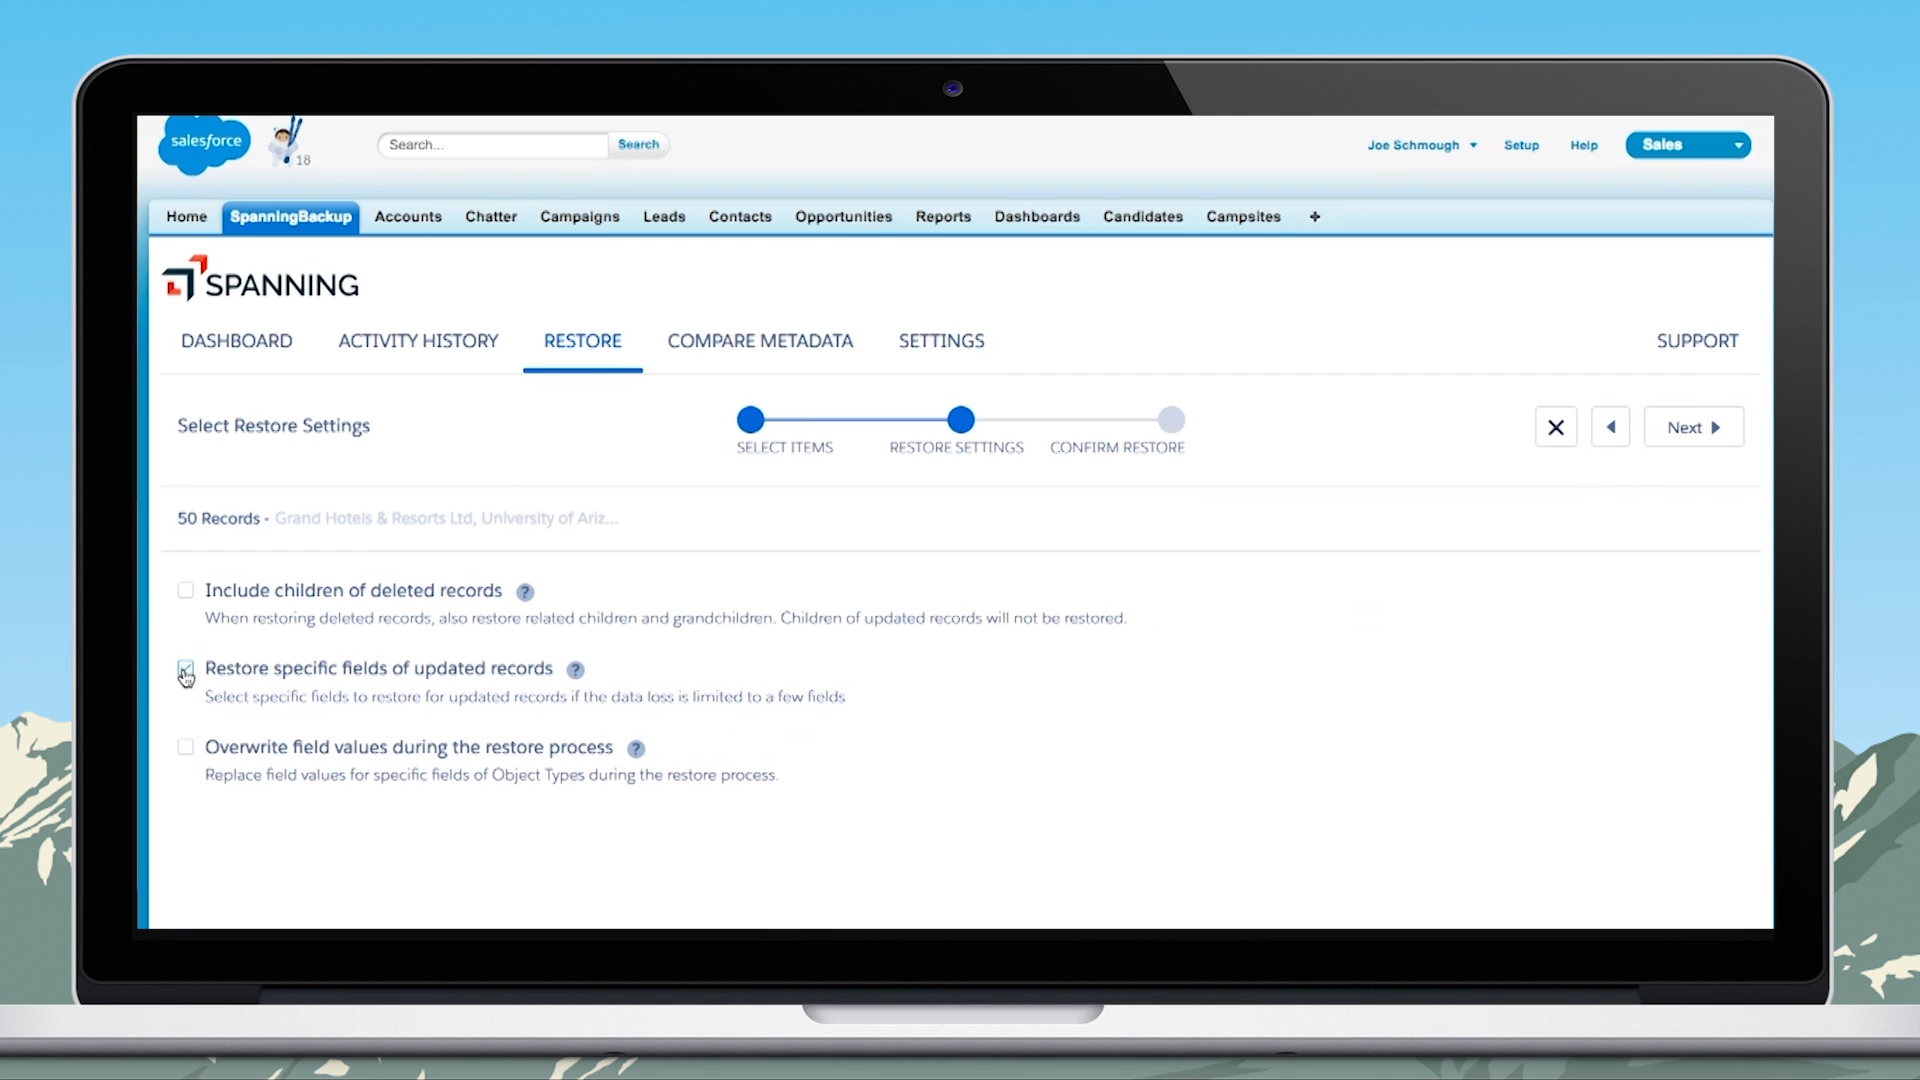 salesforce
18
Search...
Search
Joe Schmough
Setup
Help
Sales
Home SpanningBackup Accounts Chatter Campaigns Leads Contacts Opportunities Reports Dashboards Candidates Campsites +
SPANNING
DASHBOARD ACTIVITY HISTORY RESTORE COMPARE METADATA SETTINGS SUPPORT
Select Restore Settings
SELECT ITEMS RESTORE SETTINGS CONFIRM RESTORE
Next
50 Records - Grand Hotels & Resorts Ltd, University of Ariz...
Include children of deleted records ?
When restoring deleted records, also restore related children and grandchildren. Children of updated records will not be restored.
Restore specific fields of updated records ?
Select specific fields to restore for updated records if the data loss is limited to a few fields
Overwrite field values during the restore process ?
Replace field values for specific fields of Object Types during the restore process.